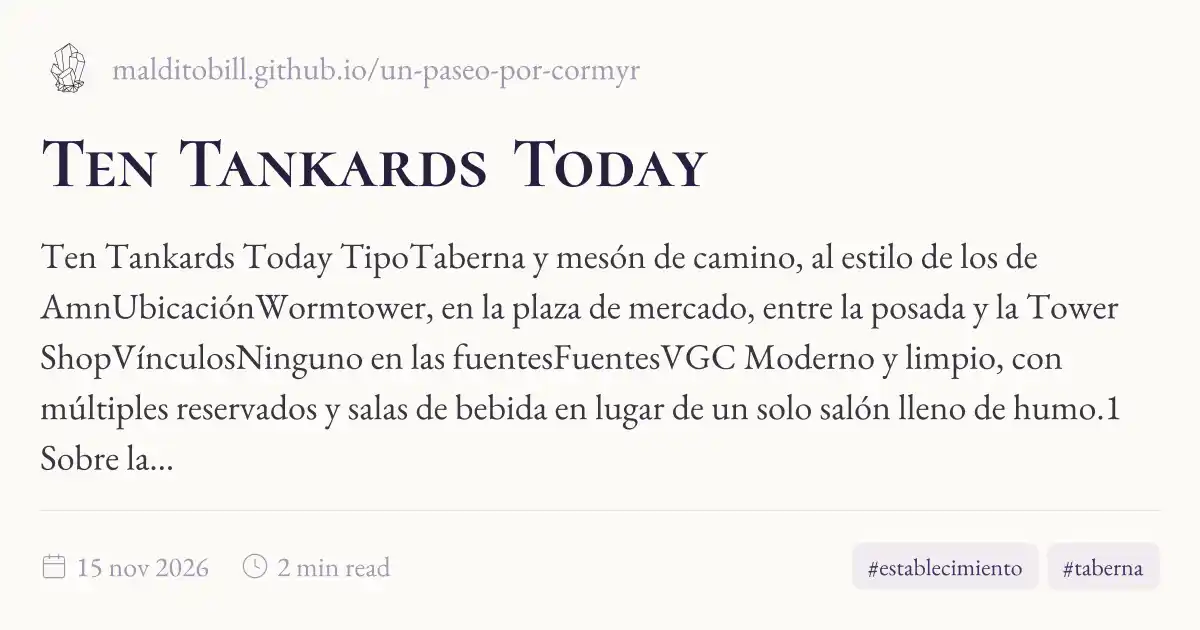 malditobill.github.io/un-paseo-por-cormyr
Ten Tankards Today
Ten Tankards Today TipoTaberna y mesón de camino, al estilo de los de
AmnUbicaciónWormtower, en la plaza de mercado, entre la posada y la Tower
ShopVínculosNinguno en las fuentesFuentesVGC Moderno y limpio, con
múltiples reservados y salas de bebida en lugar de un solo salón lleno de humo.1
Sobre la...
15 nov 2026
2 min read
#establecimiento
#taberna